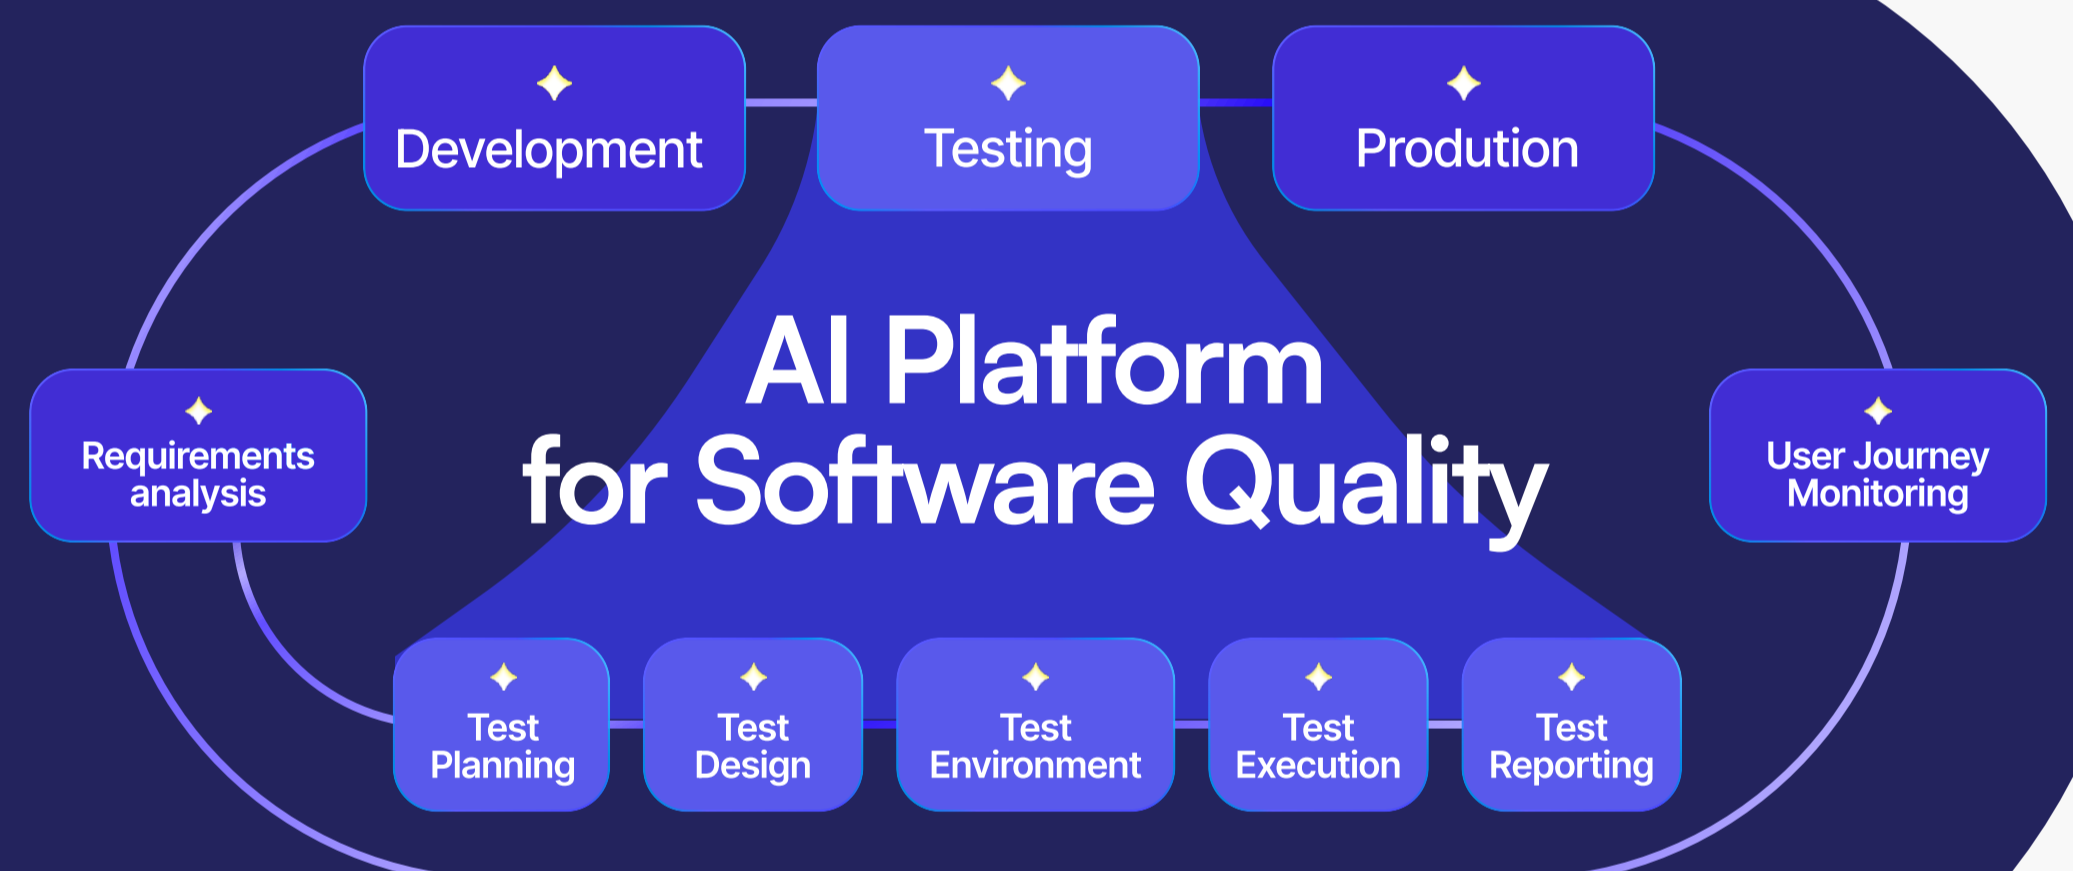 Development
Testing
Prodution
AI Platform
for Software Quality
Requirements
analysis
User Journey
Monitoring
Test
Planning
Test
Design
Test
Environment
Test
Execution
Test
Reporting